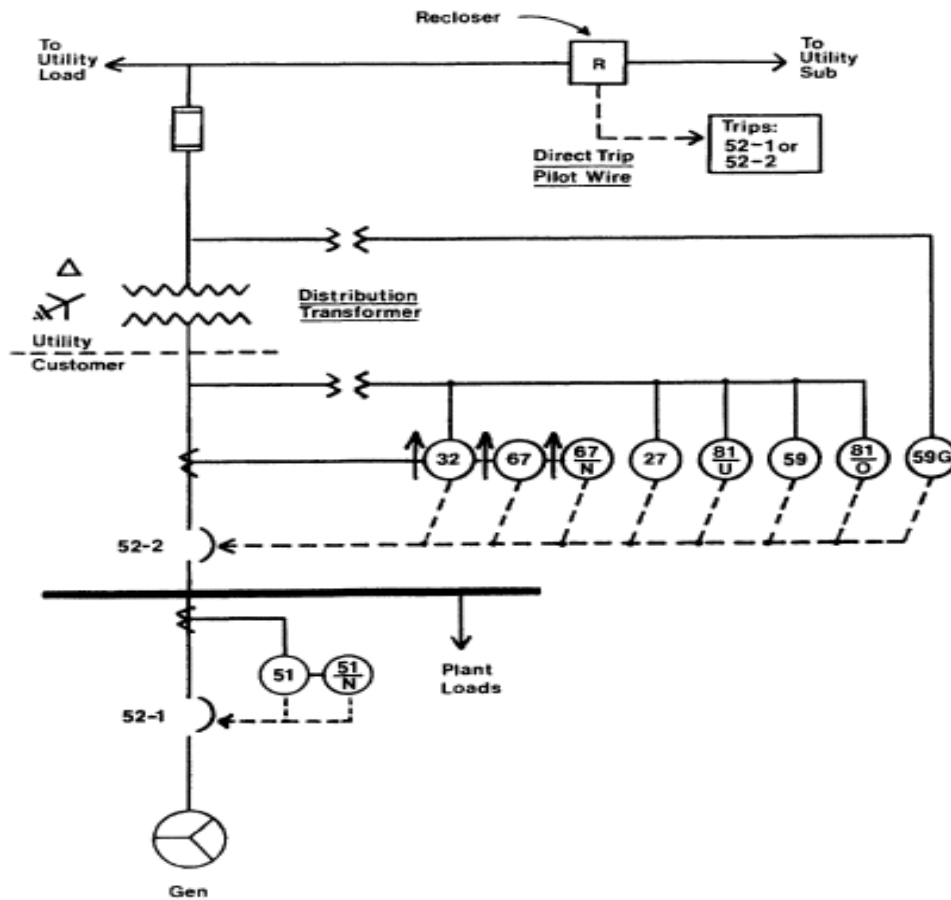 Recloser
To
Utility
Load
R
To
Utility
Sub
Trips:
52-1 or
52-2
Direct Trip
Pilot Wire
Distribution
Transformer
Utility
Customer
32
67
67
N
27
81
U
59
81
O
59G
52-2
51
51
N
Plant
Loads
52-1
Gen